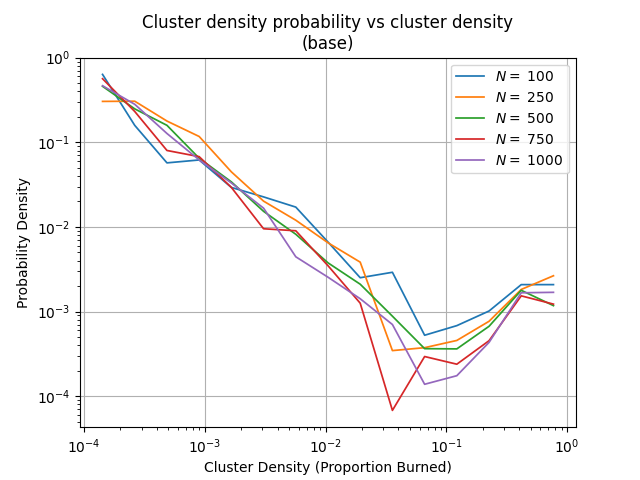 Cluster density probability vs cluster density
(base)
10⁰
10⁻¹
10⁻²
10⁻³
10⁻⁴
Probability Density
N = 100
N = 250
N = 500
N = 750
N = 1000
10⁻⁴ 10⁻³ 10⁻² 10⁻¹ 10⁰
Cluster Density (Proportion Burned)